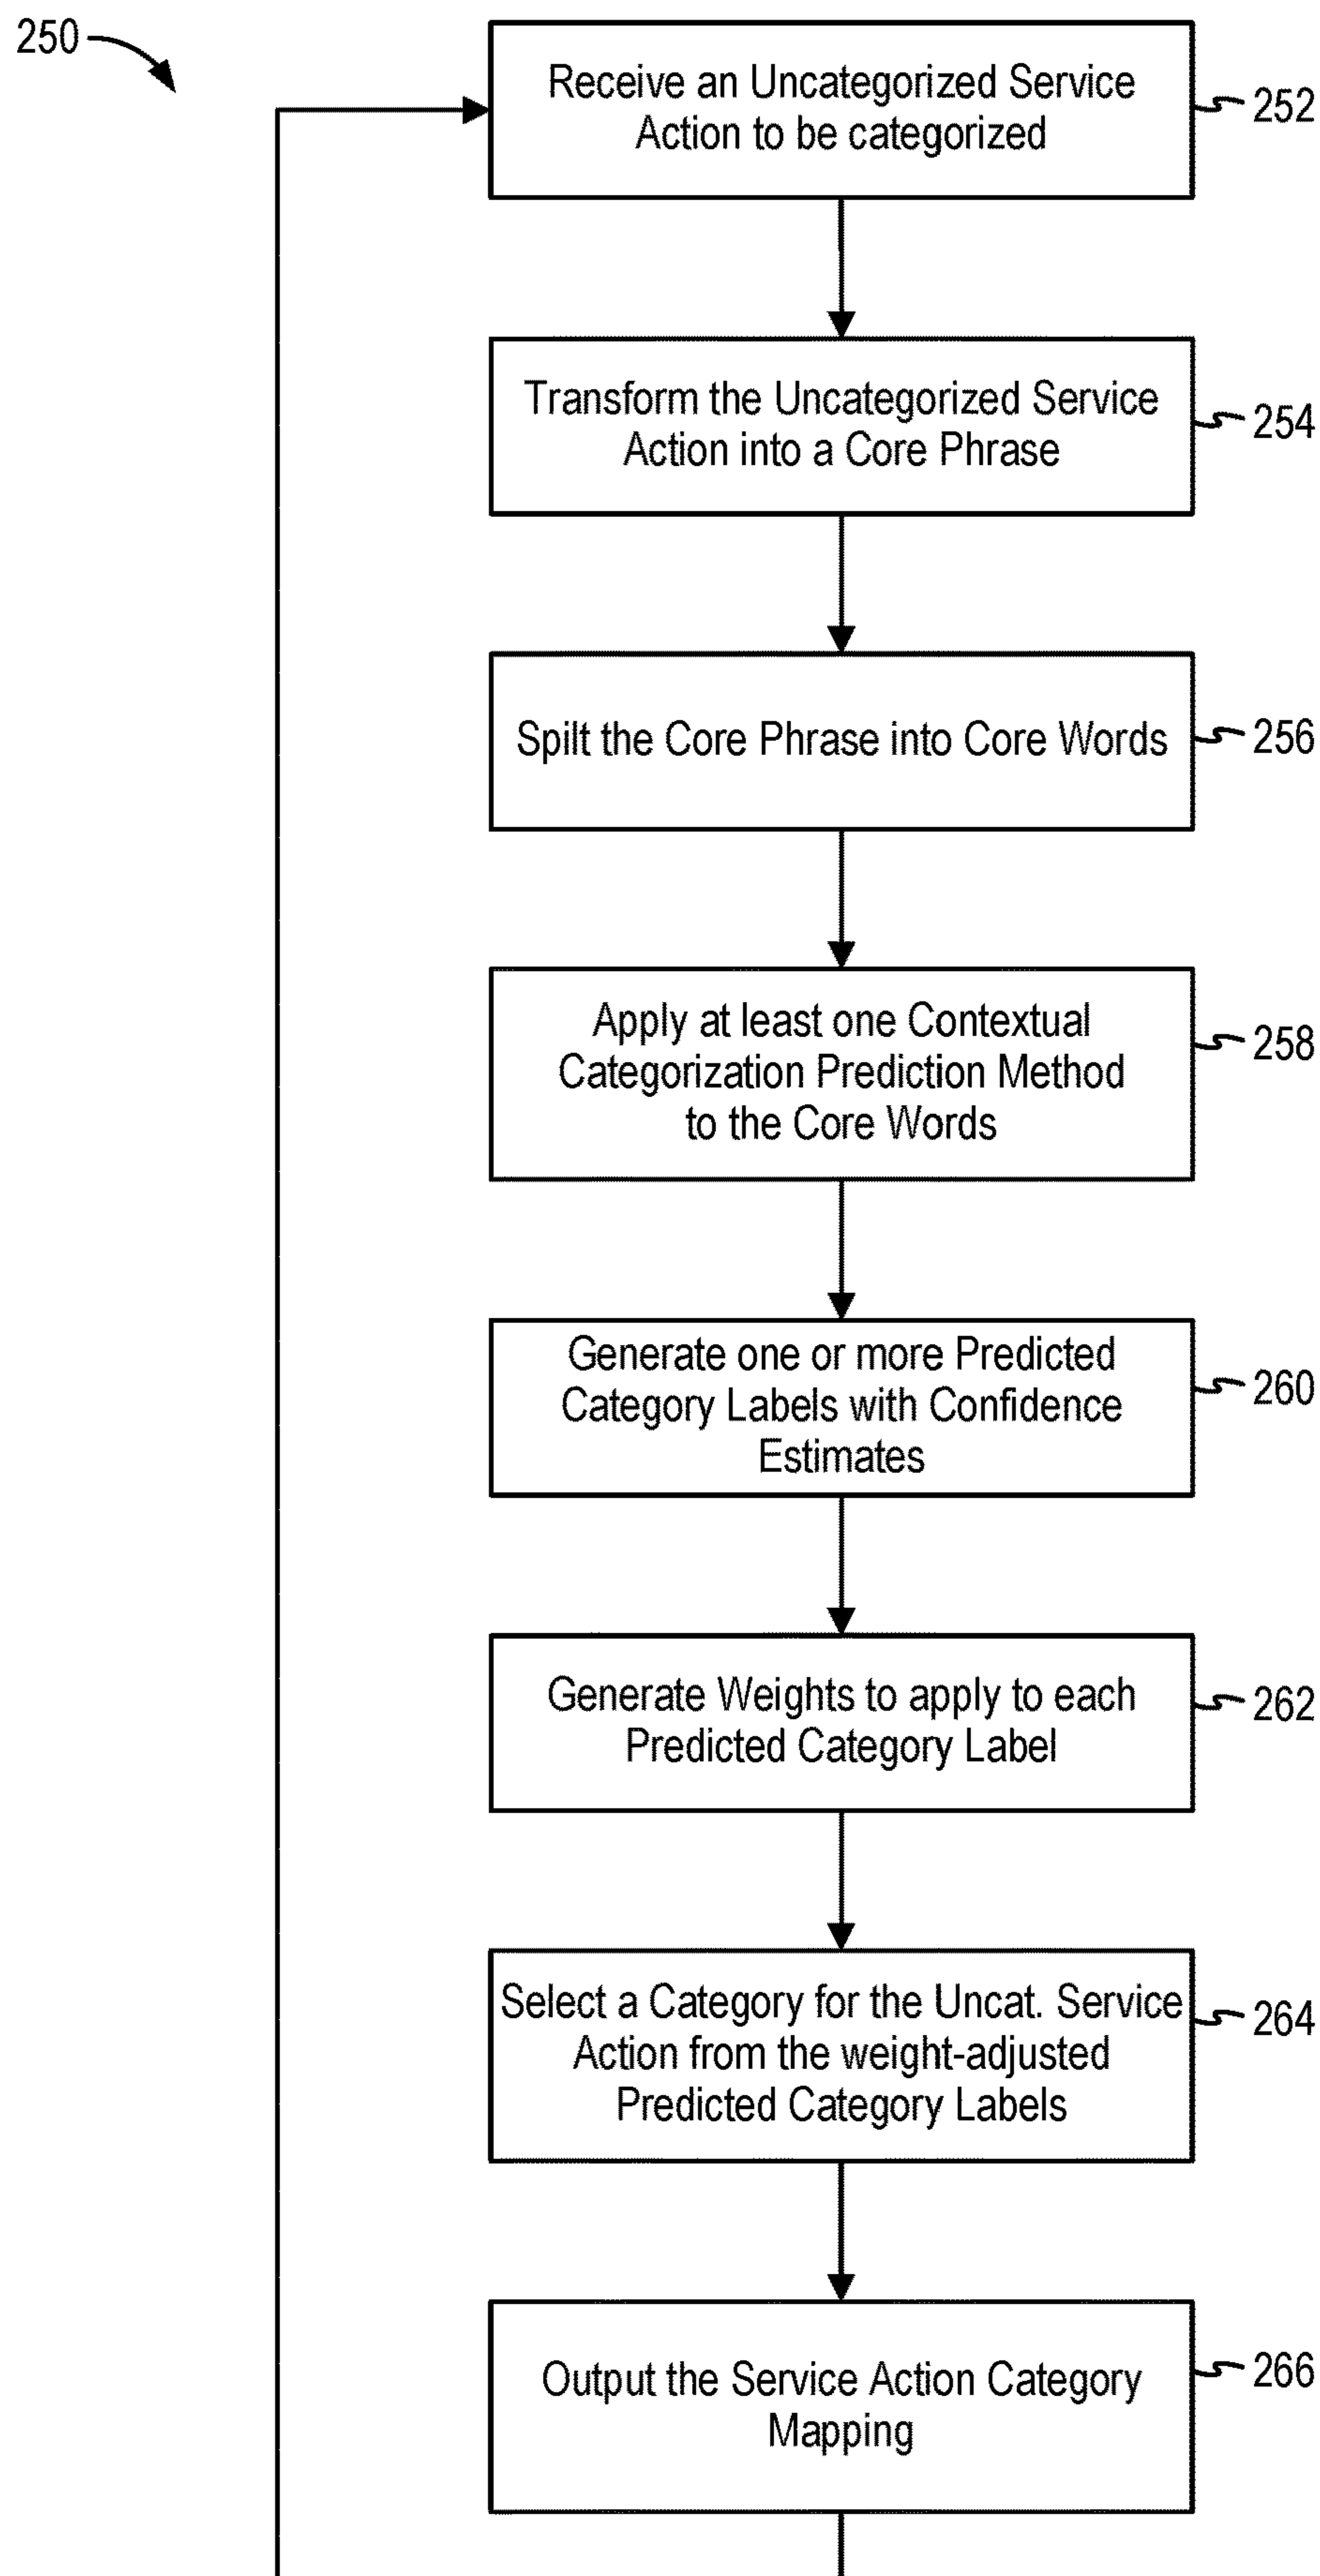 250
Receive an Uncategorized Service
Action to be categorized
252
Transform the Uncategorized Service
Action into a Core Phrase
254
Spilt the Core Phrase into Core Words
256
Apply at least one Contextual
Categorization Prediction Method
to the Core Words
258
Generate one or more Predicted
Category Labels with Confidence
Estimates
260
Generate Weights to apply to each
Predicted Category Label
262
Select a Category for the Uncat. Service
Action from the weight-adjusted
Predicted Category Labels
264
Output the Service Action Category
Mapping
266